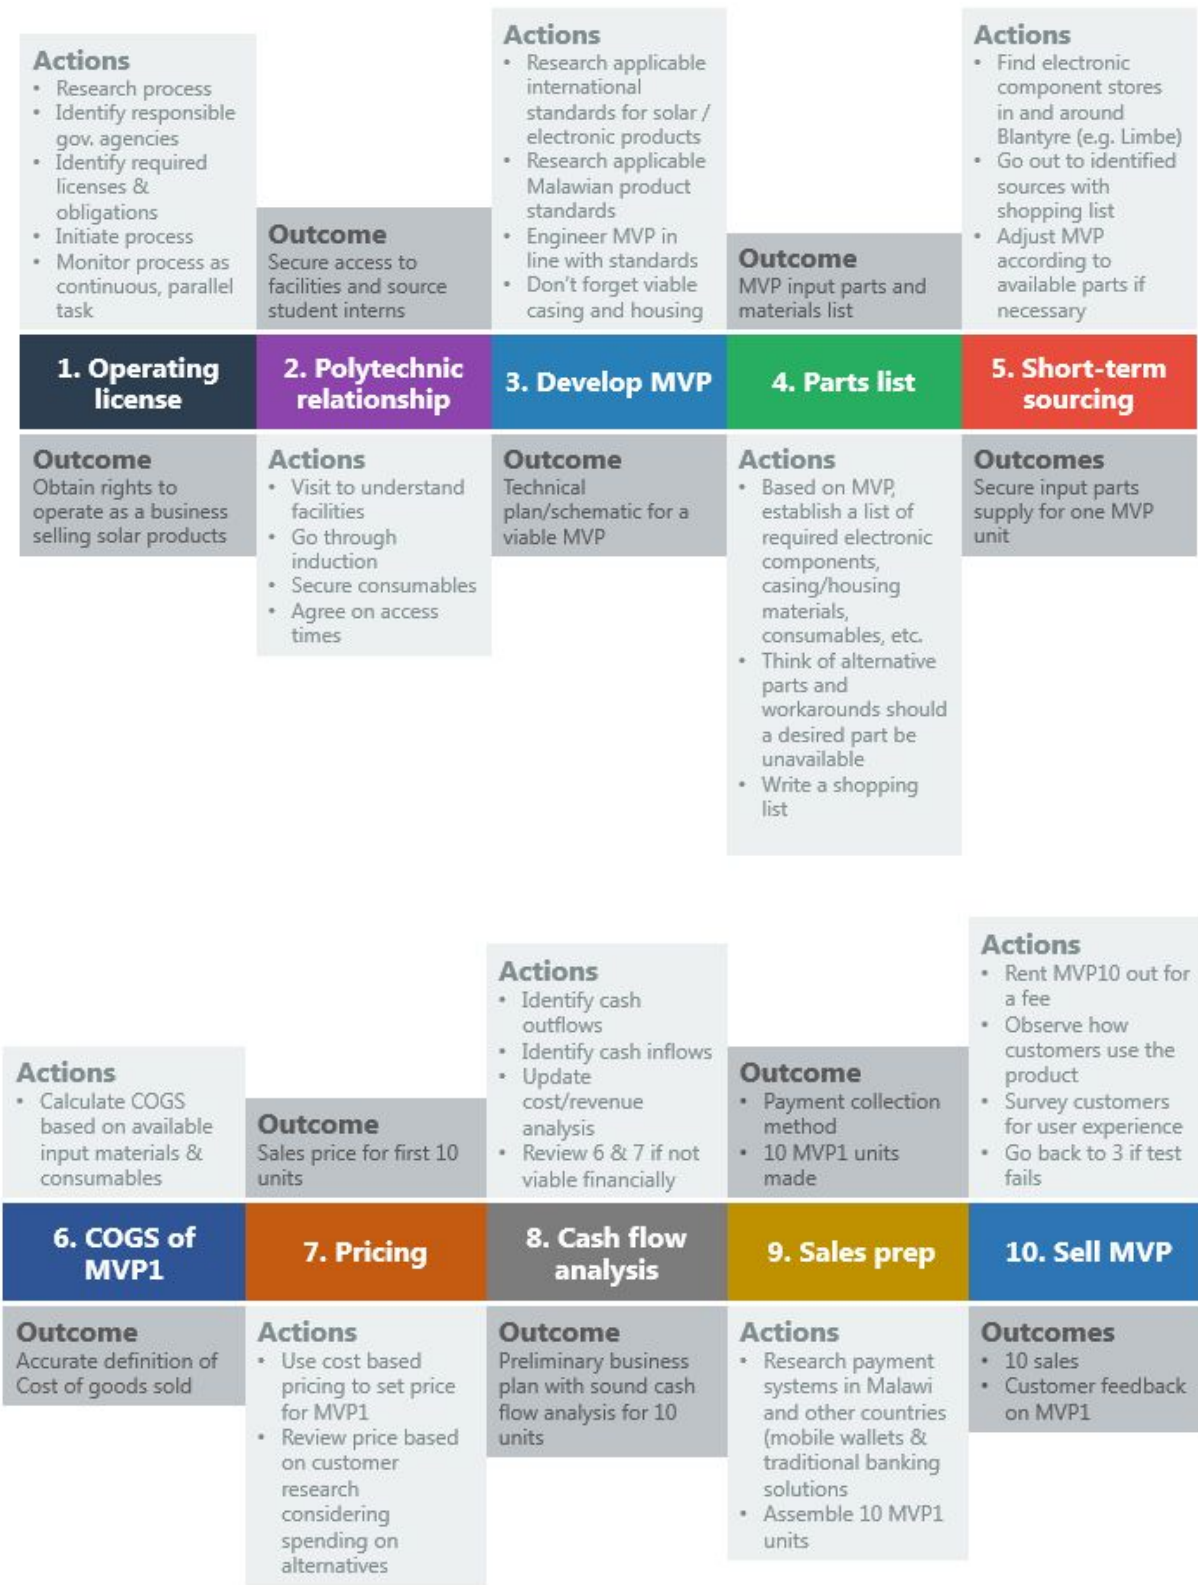 Actions
• Research process
• Identify responsible
gov. agencies
• Identify required
licenses &
obligations
• Initiate process
• Monitor process as
continuous, parallel
task
1. Operating
license
Outcome
Obtain rights to
operate as a business
selling solar products
Outcome
Secure access to
facilities and source
student interns
2. Polytechnic
relationship
Actions
• Visit to understand
facilities
• Go through
induction
• Secure consumables
• Agree on access
times
Actions
• Research applicable
international
standards for solar /
electronic products
• Research applicable
Malawian product
standards
• Engineer MVP in
line with standards
• Don't forget viable
casing and housing
3. Develop MVP
Outcome
Technical
plan/schematic for a
viable MVP
Outcome
MVP input parts and
materials list
4. Parts list
Actions
• Based on MVP,
establish a list of
required electronic
components,
casing/housing
materials,
consumables, etc.
• Think of alternative
parts and
workarounds should
a desired part be
unavailable
• Write a shopping
list
Actions
• Find electronic
component stores
in and around
Blantyre (e.g. Limbe)
• Go out to identified
sources with
shopping list
• Adjust MVP
according to
available parts if
necessary
5. Short-term
sourcing
Outcomes
Secure input parts
supply for one MVP
unit
Actions
• Calculate COGS
based on available
input materials &
consumables
6. COGS of
MVP1
Outcome
Accurate definition of
Cost of goods sold
Outcome
Sales price for first 10
units
7. Pricing
Actions
• Use cost based
pricing to set price
for MVP1
• Review price based
on customer
research
considering
spending on
alternatives
Actions
• Identify cash
outflows
• Identify cash inflows
• Update
cost/revenue
analysis
• Review 6 & 7 if not
viable financially
8. Cash flow
analysis
Outcome
Preliminary business
plan with sound cash
flow analysis for 10
units
Outcome
• Payment collection
method
• 10 MVP1 units
made
9. Sales prep
Actions
• Research payment
systems in Malawi
and other countries
(mobile wallets &
traditional banking
solutions
• Assemble 10 MVP1
units
Actions
• Rent MVP10 out for
a fee
• Observe how
customers use the
product
• Survey customers
for user experience
• Go back to 3 if test
fails
10. Sell MVP
Outcomes
• 10 sales
• Customer feedback
on MVP1